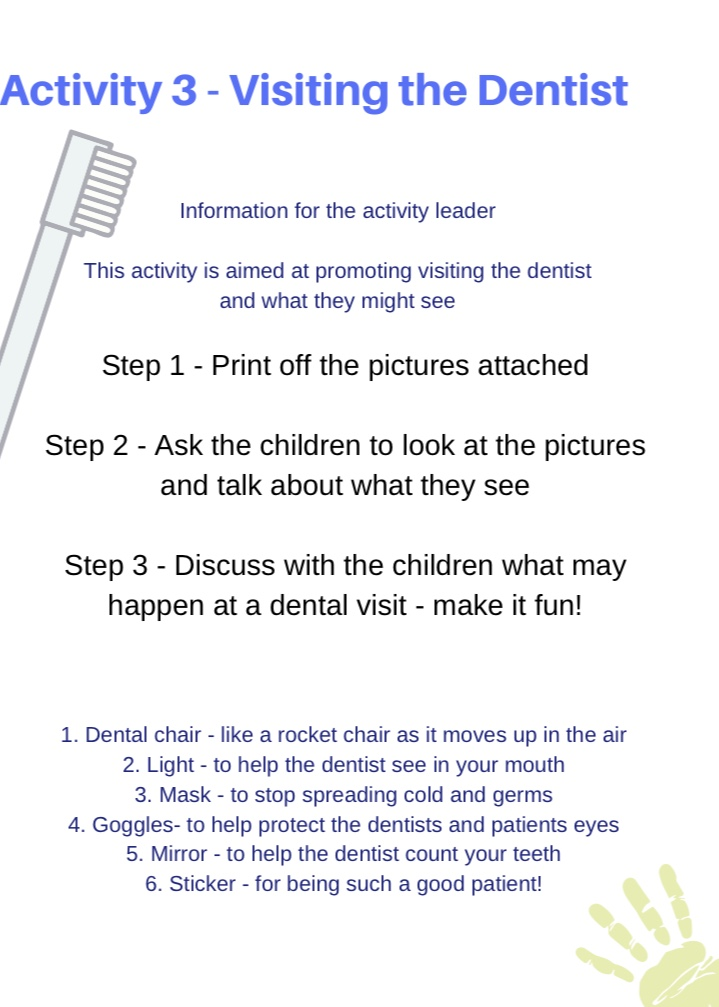 Activity 3 - Visiting the Dentist
Information for the activity leader
This activity is aimed at promoting visiting the dentist
and what they might see
Step 1 - Print off the pictures attached
Step 2 - Ask the children to look at the pictures
and talk about what they see
Step 3 - Discuss with the children what may
happen at a dental visit - make it fun!
1. Dental chair - like a rocket chair as it moves up in the air
2. Light - to help the dentist see in your mouth
3. Mask - to stop spreading cold and germs
4. Goggles- to help protect the dentists and patients eyes
5. Mirror - to help the dentist count your teeth
6. Sticker - for being such a good patient!